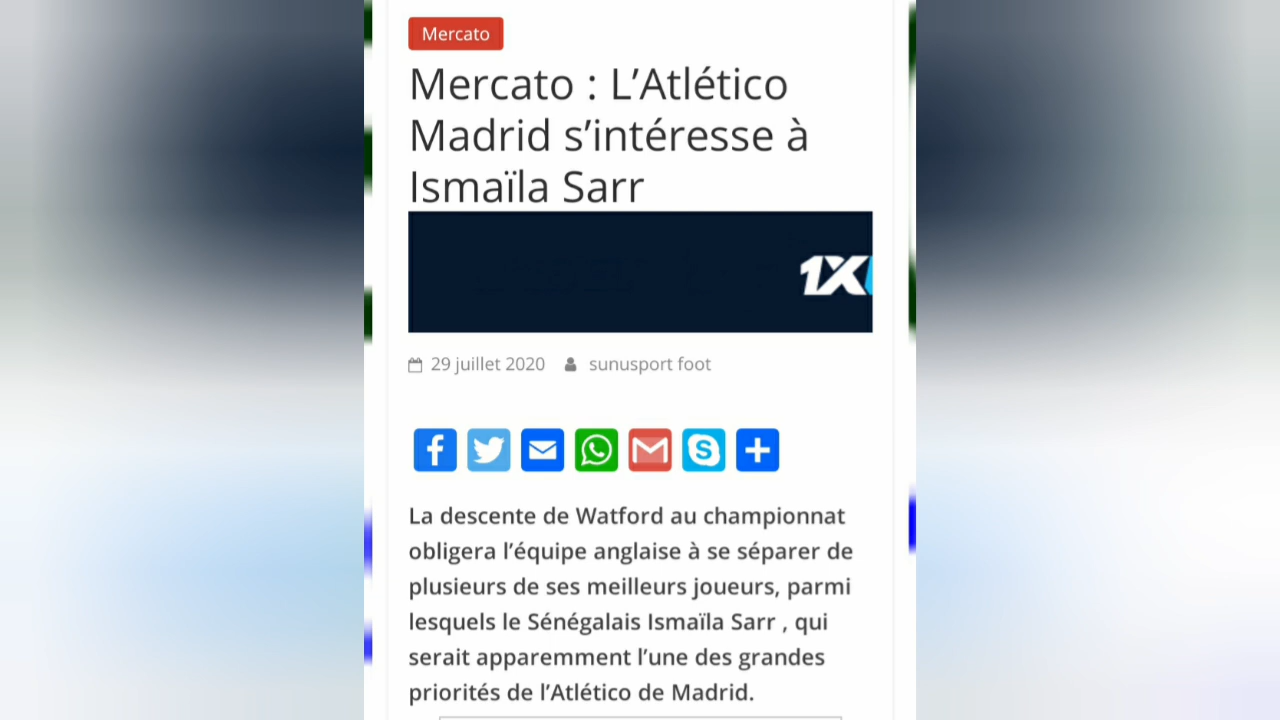 Mercato
Mercato : L’Atlético
Madrid s’intéresse à
Ismaïla Sarr
1X
29 juillet 2020 sunusport foot
La descente de Watford au championnat
obligera l’équipe anglaise à se séparer de
plusieurs de ses meilleurs joueurs, parmi
lesquels le Sénégalais Ismaïla Sarr , qui
serait apparemment l’une des grandes
priorités de l’Atlético de Madrid.